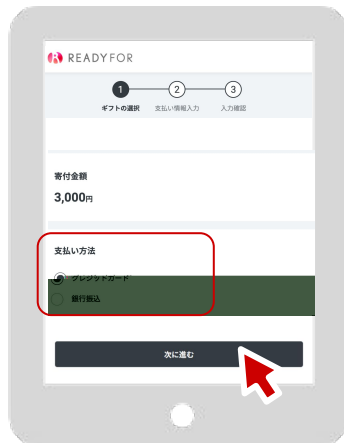 READYFOR
1 2 3
ギフトの選択 支払い情報入力 入力確認
寄付金額
3,000円
支払い方法
クレジットカード
銀行振込
次に進む